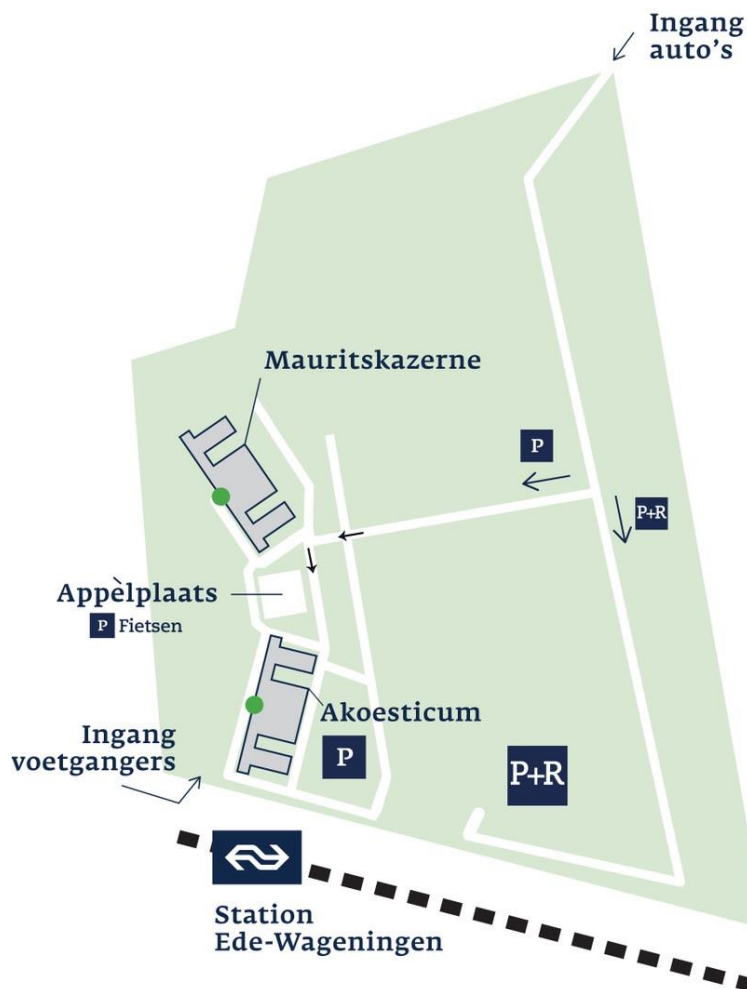 Ingang
auto's
Mauritskazerne
P
P+R
Appèlplaats
P Fietsen
Akoesticum
P
Ingang
voetgangers
P+R
Station
Ede-Wageningen